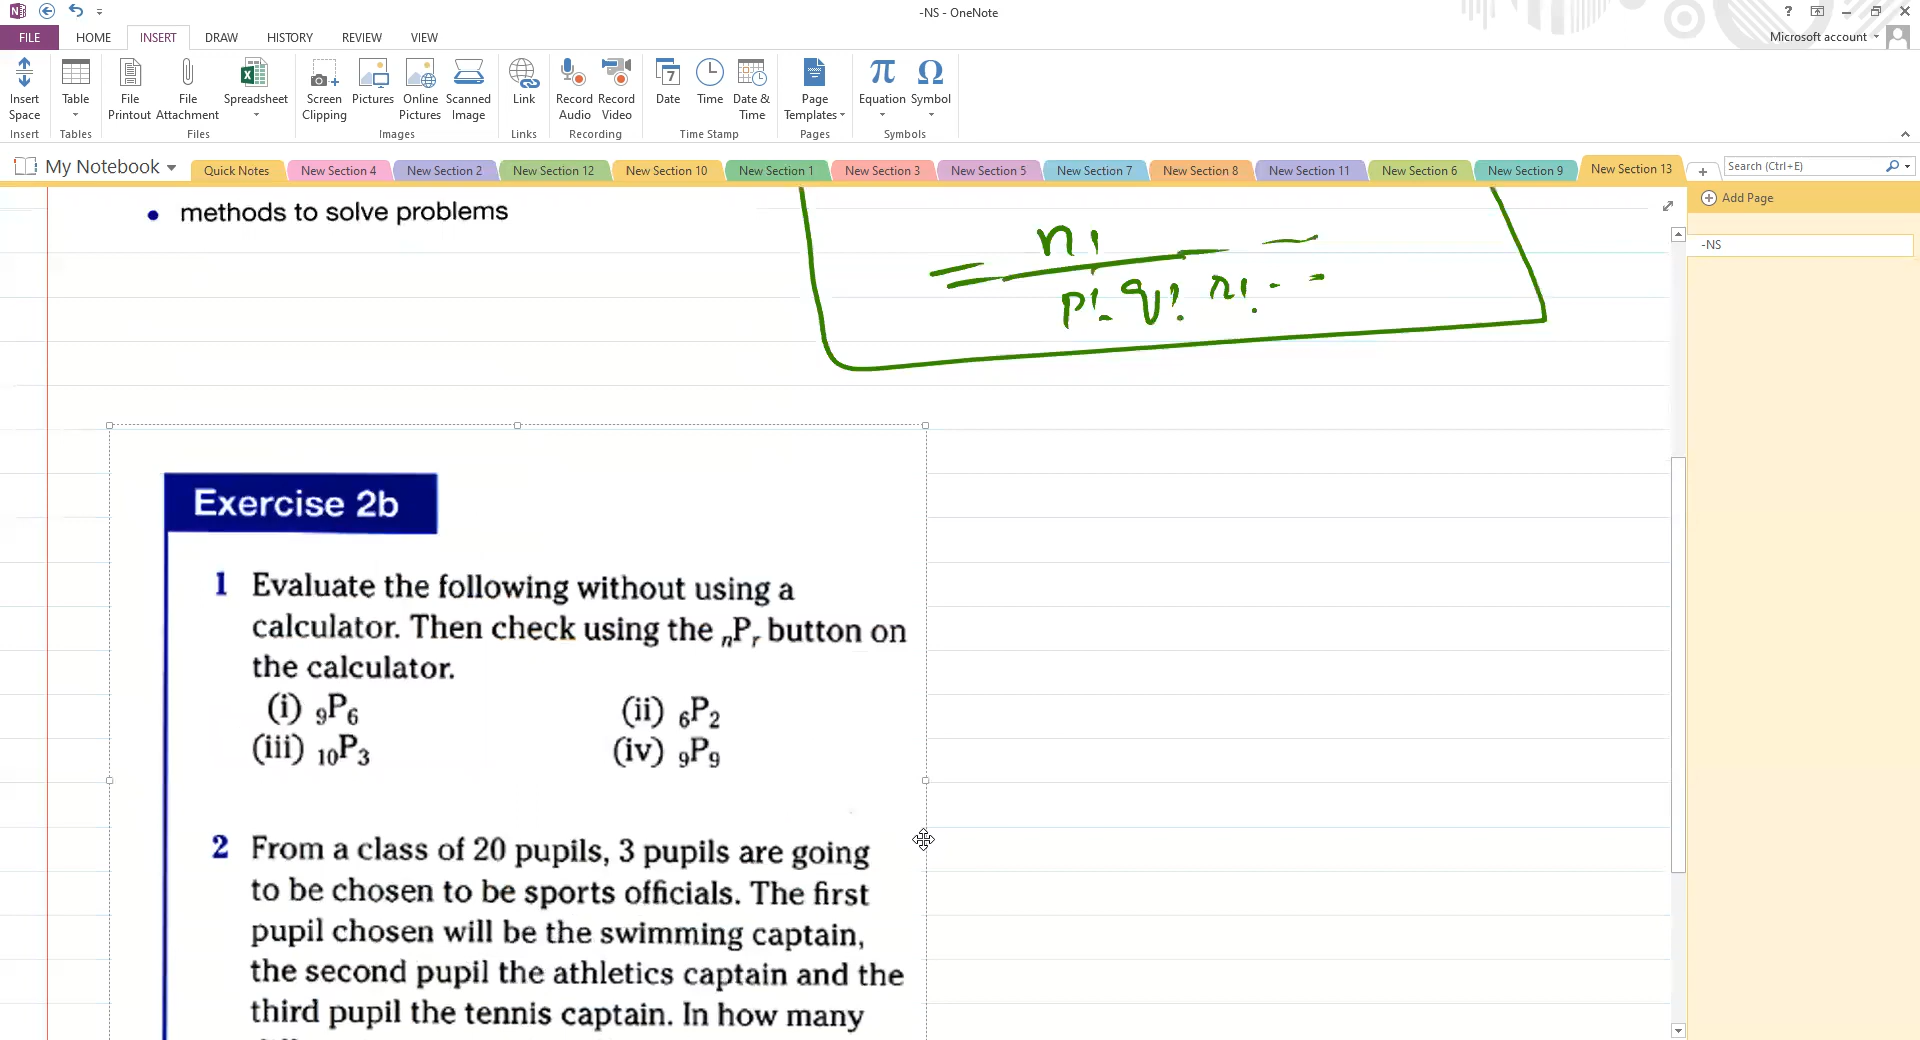 -NS - OneNote
?
FILE HOME INSERT DRAW HISTORY REVIEW VIEW
Microsoft account
Insert Space
Table
File Printout
File Attachment
Spreadsheet
Screen Clipping
Pictures
Online Pictures
Scanned Image
Link
Record Audio
Record Video
7
Date
Time
Date & Time
Page Templates
π
Equation
Ω
Symbol
Insert Tables Files Images Links Recording Time Stamp Pages Symbols
My Notebook Quick Notes New Section 4 New Section 2 New Section 12 New Section 10 New Section 1 New Section 3 New Section 5 New Section 7 New Section 8 New Section 11 New Section 6 New Section 9 New Section 13 + Search (Ctrl+E)
Add Page
-NS
• methods to solve problems
n!
=
p! q! r! - -
Exercise 2b
1 Evaluate the following without using a
calculator. Then check using the nPr button on
the calculator.
(i) 9P6 (ii) 6P2
(iii) 10P3 (iv) 9P9
2 From a class of 20 pupils, 3 pupils are going
to be chosen to be sports officials. The first
pupil chosen will be the swimming captain,
the second pupil the athletics captain and the
third pupil the tennis captain. In how many